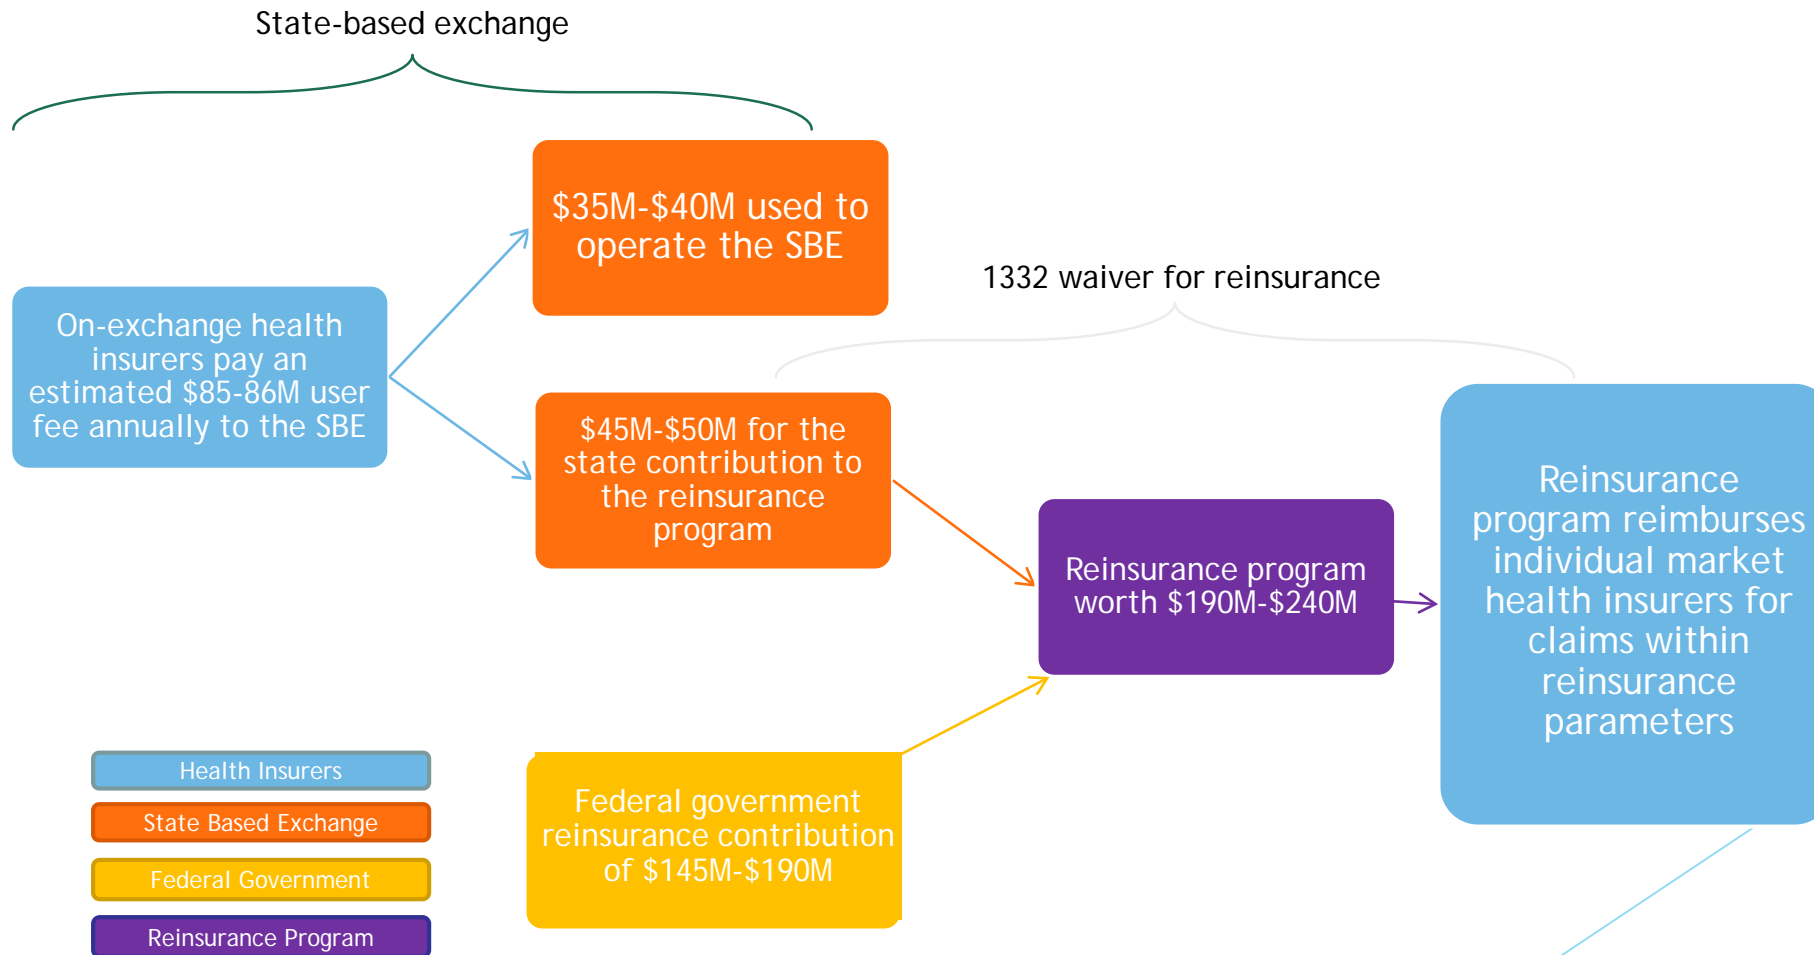 State-based exchange
$35M-$40M used to
operate the SBE
1332 waiver for reinsurance
On-exchange health
insurers pay an
estimated $85-86M user
fee annually to the SBE
$45M-$50M for the
state contribution to
the reinsurance
program
Reinsurance program
worth $190M-$240M
Reinsurance
program reimburses
individual market
health insurers for
claims within
reinsurance
parameters
Federal government
reinsurance contribution
of $145M-$190M
Health Insurers
State Based Exchange
Federal Government
Reinsurance Program